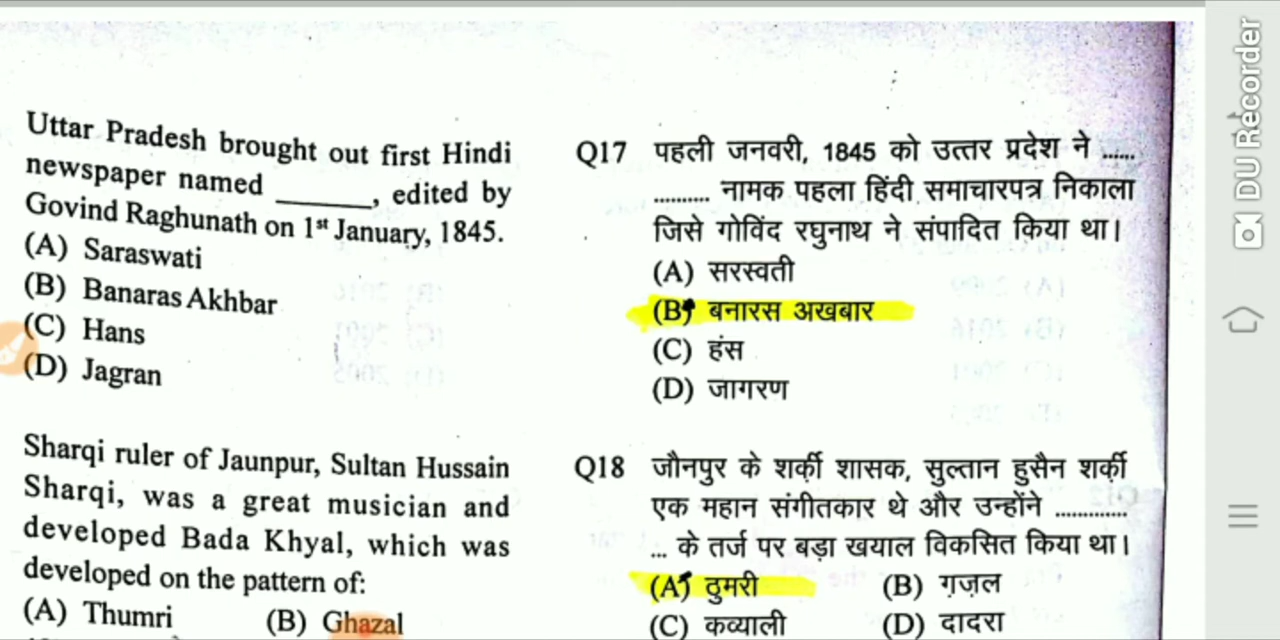 Uttar Pradesh brought out first Hindi
newspaper named ______, edited by
Govind Raghunath on 1st January, 1845.
(A) Saraswati
(B) Banaras Akhbar
(C) Hans
(D) Jagran
Sharqi ruler of Jaunpur, Sultan Hussain
Sharqi, was a great musician and
developed Bada Khyal, which was
developed on the pattern of:
(A) Thumri (B) Ghazal
Q17 पहली जनवरी, 1845 को उत्तर प्रदेश ने ......
.......... नामक पहला हिंदी समाचारपत्र निकाला
जिसे गोविंद रघुनाथ ने संपादित किया था।
(A) सरस्वती
(B) बनारस अखबार
(C) हंस
(D) जागरण
Q18 जौनपुर के शर्की शासक, सुल्तान हुसैन शर्की
एक महान संगीतकार थे और उन्होंने .............
... के तर्ज पर बड़ा खयाल विकसित किया था।
(A) ठुमरी (B) ग़ज़ल
(C) कव्वाली (D) दादरा
DU Recorder